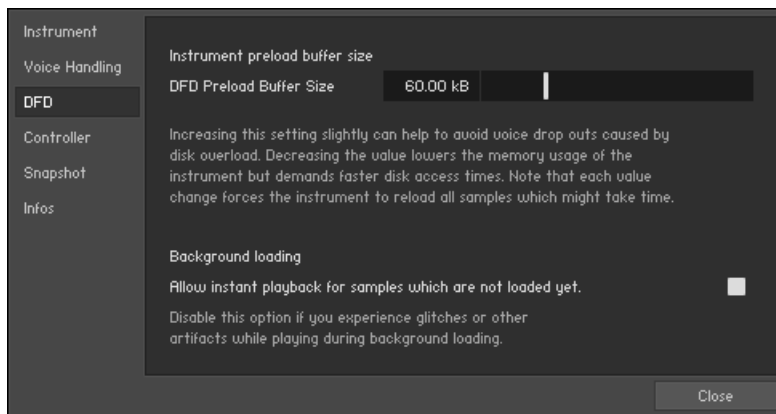 Instrument
Voice Handling
DFD
Controller
Snapshot
Infos
Instrument preload buffer size
DFD Preload Buffer Size 60.00 kB
Increasing this setting slightly can help to avoid voice drop outs caused by
disk overload. Decreasing the value lowers the memory usage of the
instrument but demands faster disk access times. Note that each value
change forces the instrument to reload all samples which might take time.
Background loading
Allow instant playback for samples which are not loaded yet.
Disable this option if you experience glitches or other
artifacts while playing during background loading.
Close